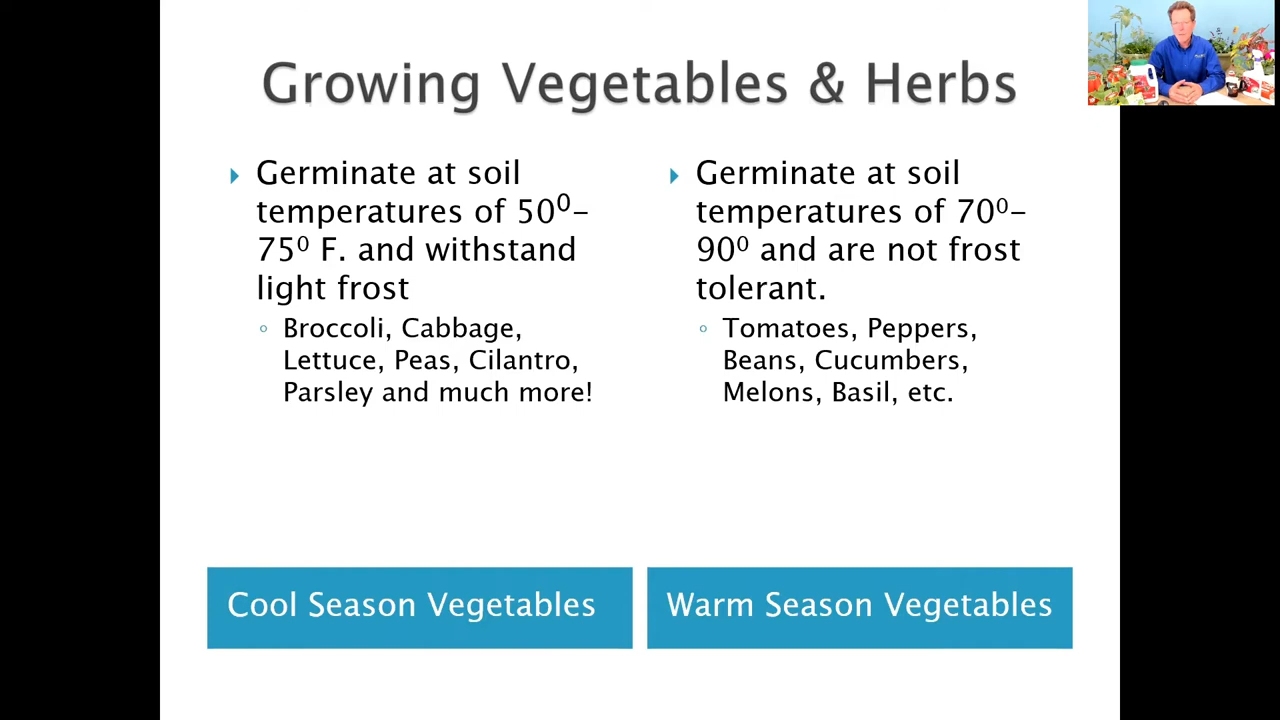 Growing Vegetables & Herbs
Germinate at soil
temperatures of 50⁰-
75⁰ F. and withstand
light frost
Broccoli, Cabbage,
Lettuce, Peas, Cilantro,
Parsley and much more!
Germinate at soil
temperatures of 70⁰-
90⁰ and are not frost
tolerant.
Tomatoes, Peppers,
Beans, Cucumbers,
Melons, Basil, etc.
Cool Season Vegetables
Warm Season Vegetables